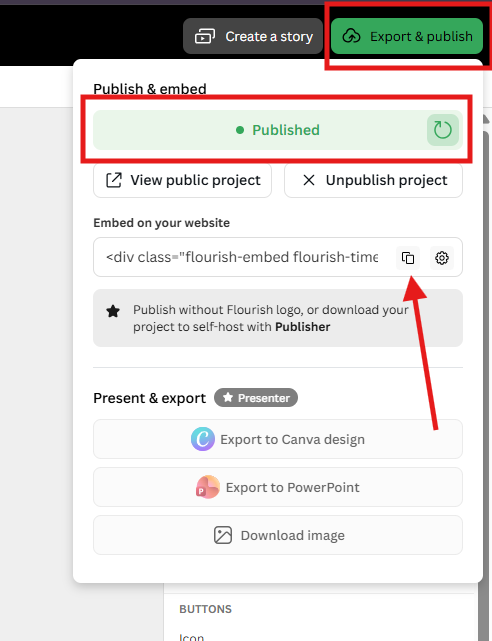 Create a story
Export & publish
Publish & embed
Published
View public project
Unpublish project
Embed on your website
<div class="flourish-embed flourish-time
Publish without Flourish logo, or download your
project to self-host with Publisher
Present & export
Presenter
C
Export to Canva design
P
Export to PowerPoint
Download image
BUTTONS
Icon